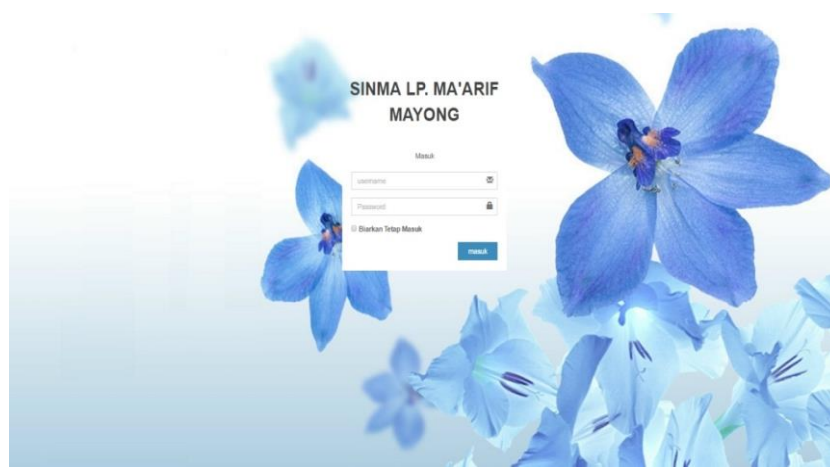 SINMA LP. MA'ARIF
MAYONG
Masuk
username
Password
Biarkan Tetap Masuk
masuk